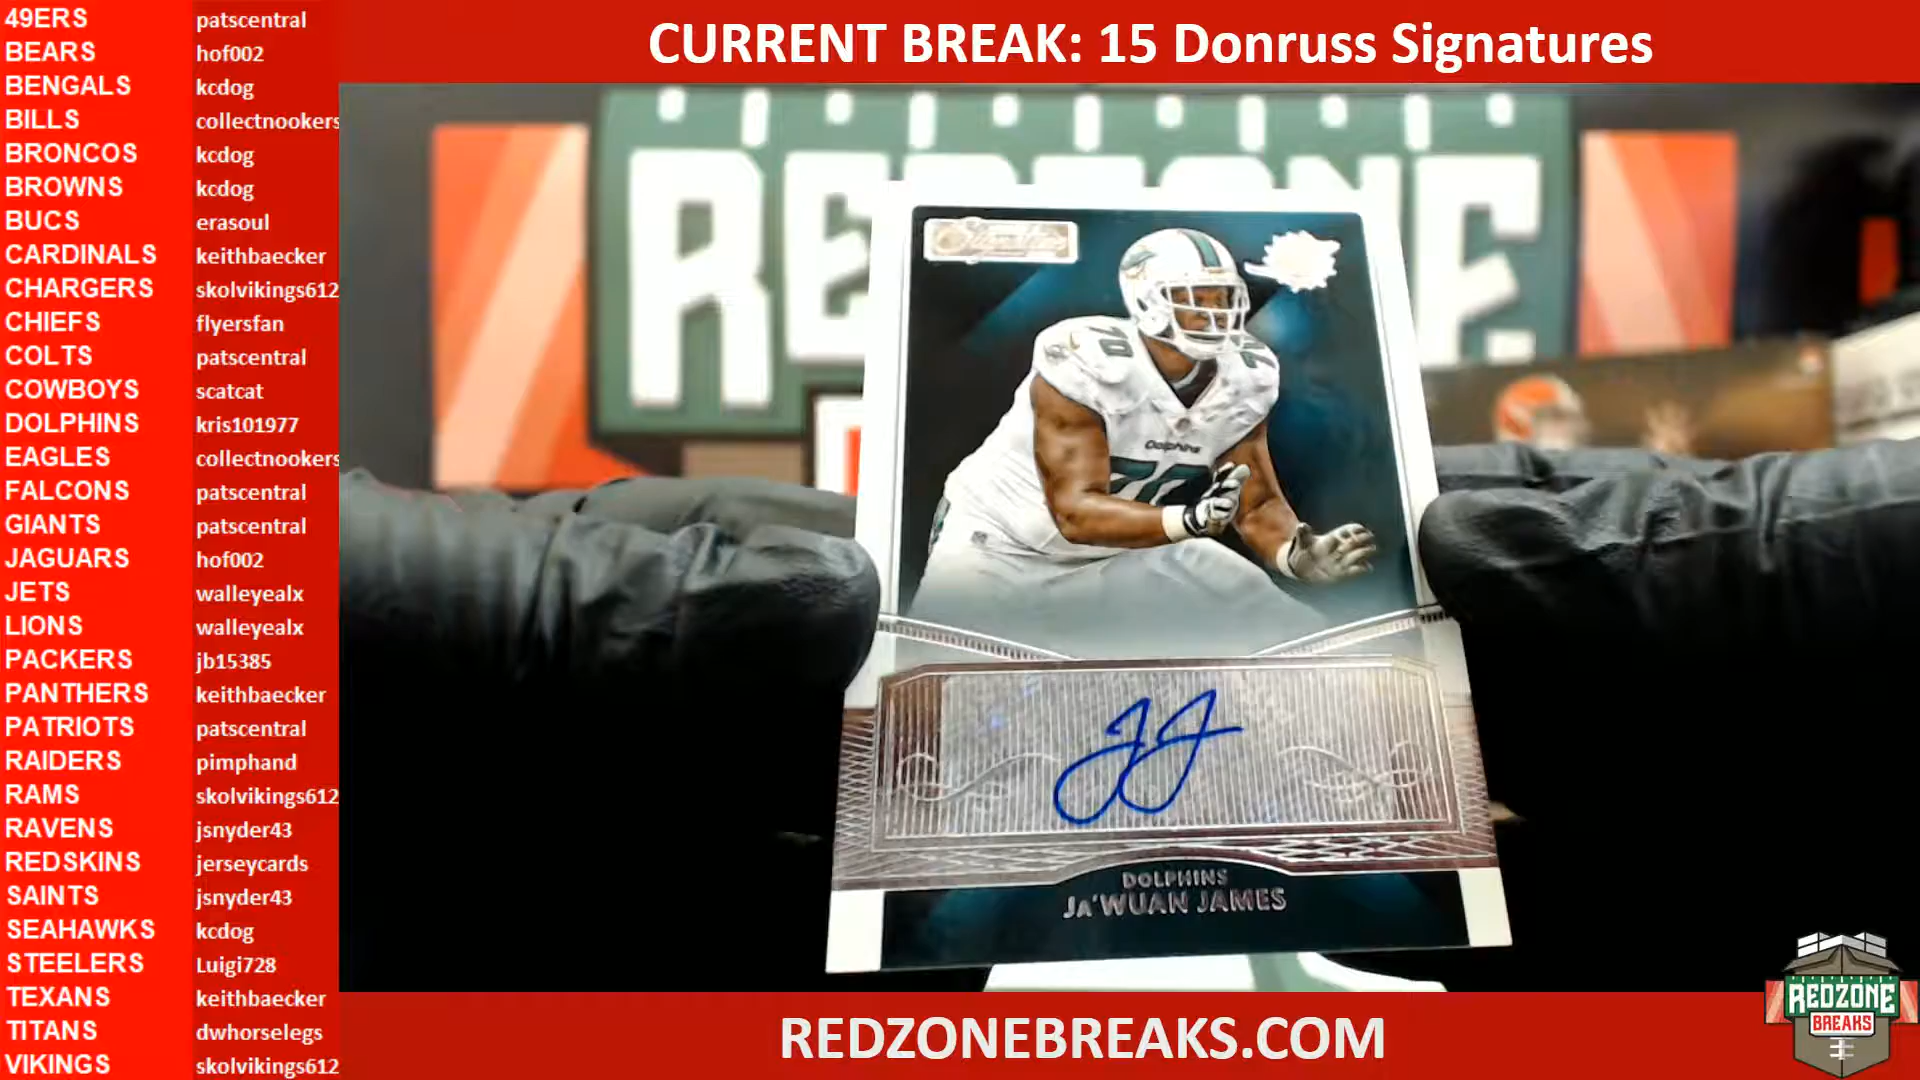 CURRENT BREAK: 15 Donruss Signatures
49ERS patscentral
BEARS hof002
BENGALS kcdog
BILLS collectnookers
BRONCOS kcdog
BROWNS kcdog
BUCS erasoul
CARDINALS keithbaecker
CHARGERS skolvikings612
CHIEFS flyersfan
COLTS patscentral
COWBOYS scatcat
DOLPHINS kris101977
EAGLES collectnookers
FALCONS patscentral
GIANTS patscentral
JAGUARS hof002
JETS walleyealx
LIONS walleyealx
PACKERS jb15385
PANTHERS keithbaecker
PATRIOTS patscentral
RAIDERS pimphand
RAMS skolvikings612
RAVENS jsnyder43
REDSKINS jerseycards
SAINTS jsnyder43
SEAHAWKS kcdog
STEELERS Luigi728
TEXANS keithbaecker
TITANS dwhorselegs
VIKINGS skolvikings612
70
Dolphins
70
JJ
DOLPHINS
JA'WUAN JAMES
REDZONEBREAKS.COM
REDZONE
BREAKS